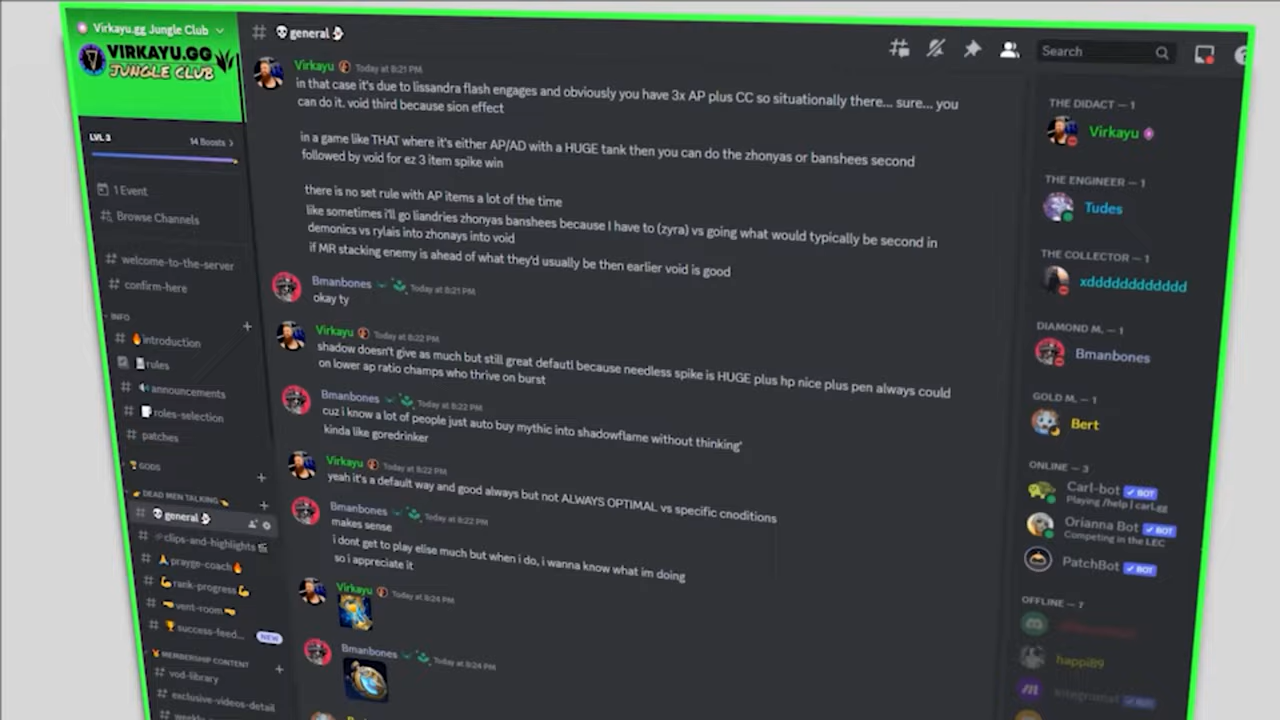 Virkayu.gg Jungle Club
VIRKAYU.GG
JUNGLE CLUB
LVL 3
14 Boosts
1 Event
Browse Channels
# welcome-to-the-server
# confirm-here
INFO
# introduction
rules
# announcements
# roles-selection
# patches
GODS
DEAD MEN TALKING
# general
# clips-and-highlights
# prayge-coach
# rank-progress
# vent-room
# success-feed...
NEW
MEMBERSHIP CONTENT
# vod-library
# exclusive-videos-detail
# general
Virkayu Today at 8:21 PM
in that case it's due to lissandra flash engages and obviously you have 3x AP plus CC so situationally there... sure... you
can do it. void third because sion effect
in a game like THAT where it's either AP/AD with a HUGE tank then you can do the zhonyas or banshees second
followed by void for ez 3 item spike win
there is no set rule with AP items a lot of the time
like sometimes i'll go liandries zhonyas banshees because I have to (zyra) vs going what would typically be second in
demonics vs rylais into zhonays into void
if MR stacking enemy is ahead of what they'd usually be then earlier void is good
Bmanbones Today at 8:21 PM
okay ty
Virkayu Today at 8:22 PM
shadow doesn't give as much but still great defautl because needless spike is HUGE plus hp nice plus pen always could
on lower ap ratio champs who thrive on burst
Bmanbones Today at 8:22 PM
cuz i know a lot of people just auto buy mythic into shadowflame without thinking'
kinda like goredrinker
Virkayu Today at 8:22 PM
yeah it's a default way and good always but not ALWAYS OPTIMAL vs specific cnoditions
Bmanbones Today at 8:22 PM
makes sense
i dont get to play elise much but when i do, i wanna know what im doing
so i appreciate it
Virkayu Today at 8:24 PM
Bmanbones Today at 8:24 PM
Search
THE DIDACT — 1
Virkayu
THE ENGINEER — 1
Tudes
THE COLLECTOR — 1
xdddddddddddd
DIAMOND M. — 1
Bmanbones
GOLD M. — 1
Bert
ONLINE — 3
Carl-bot BOT
Playing /help | carl.gg
Orianna Bot BOT
Competing in the LEC
PatchBot BOT
OFFLINE — 7
happi89